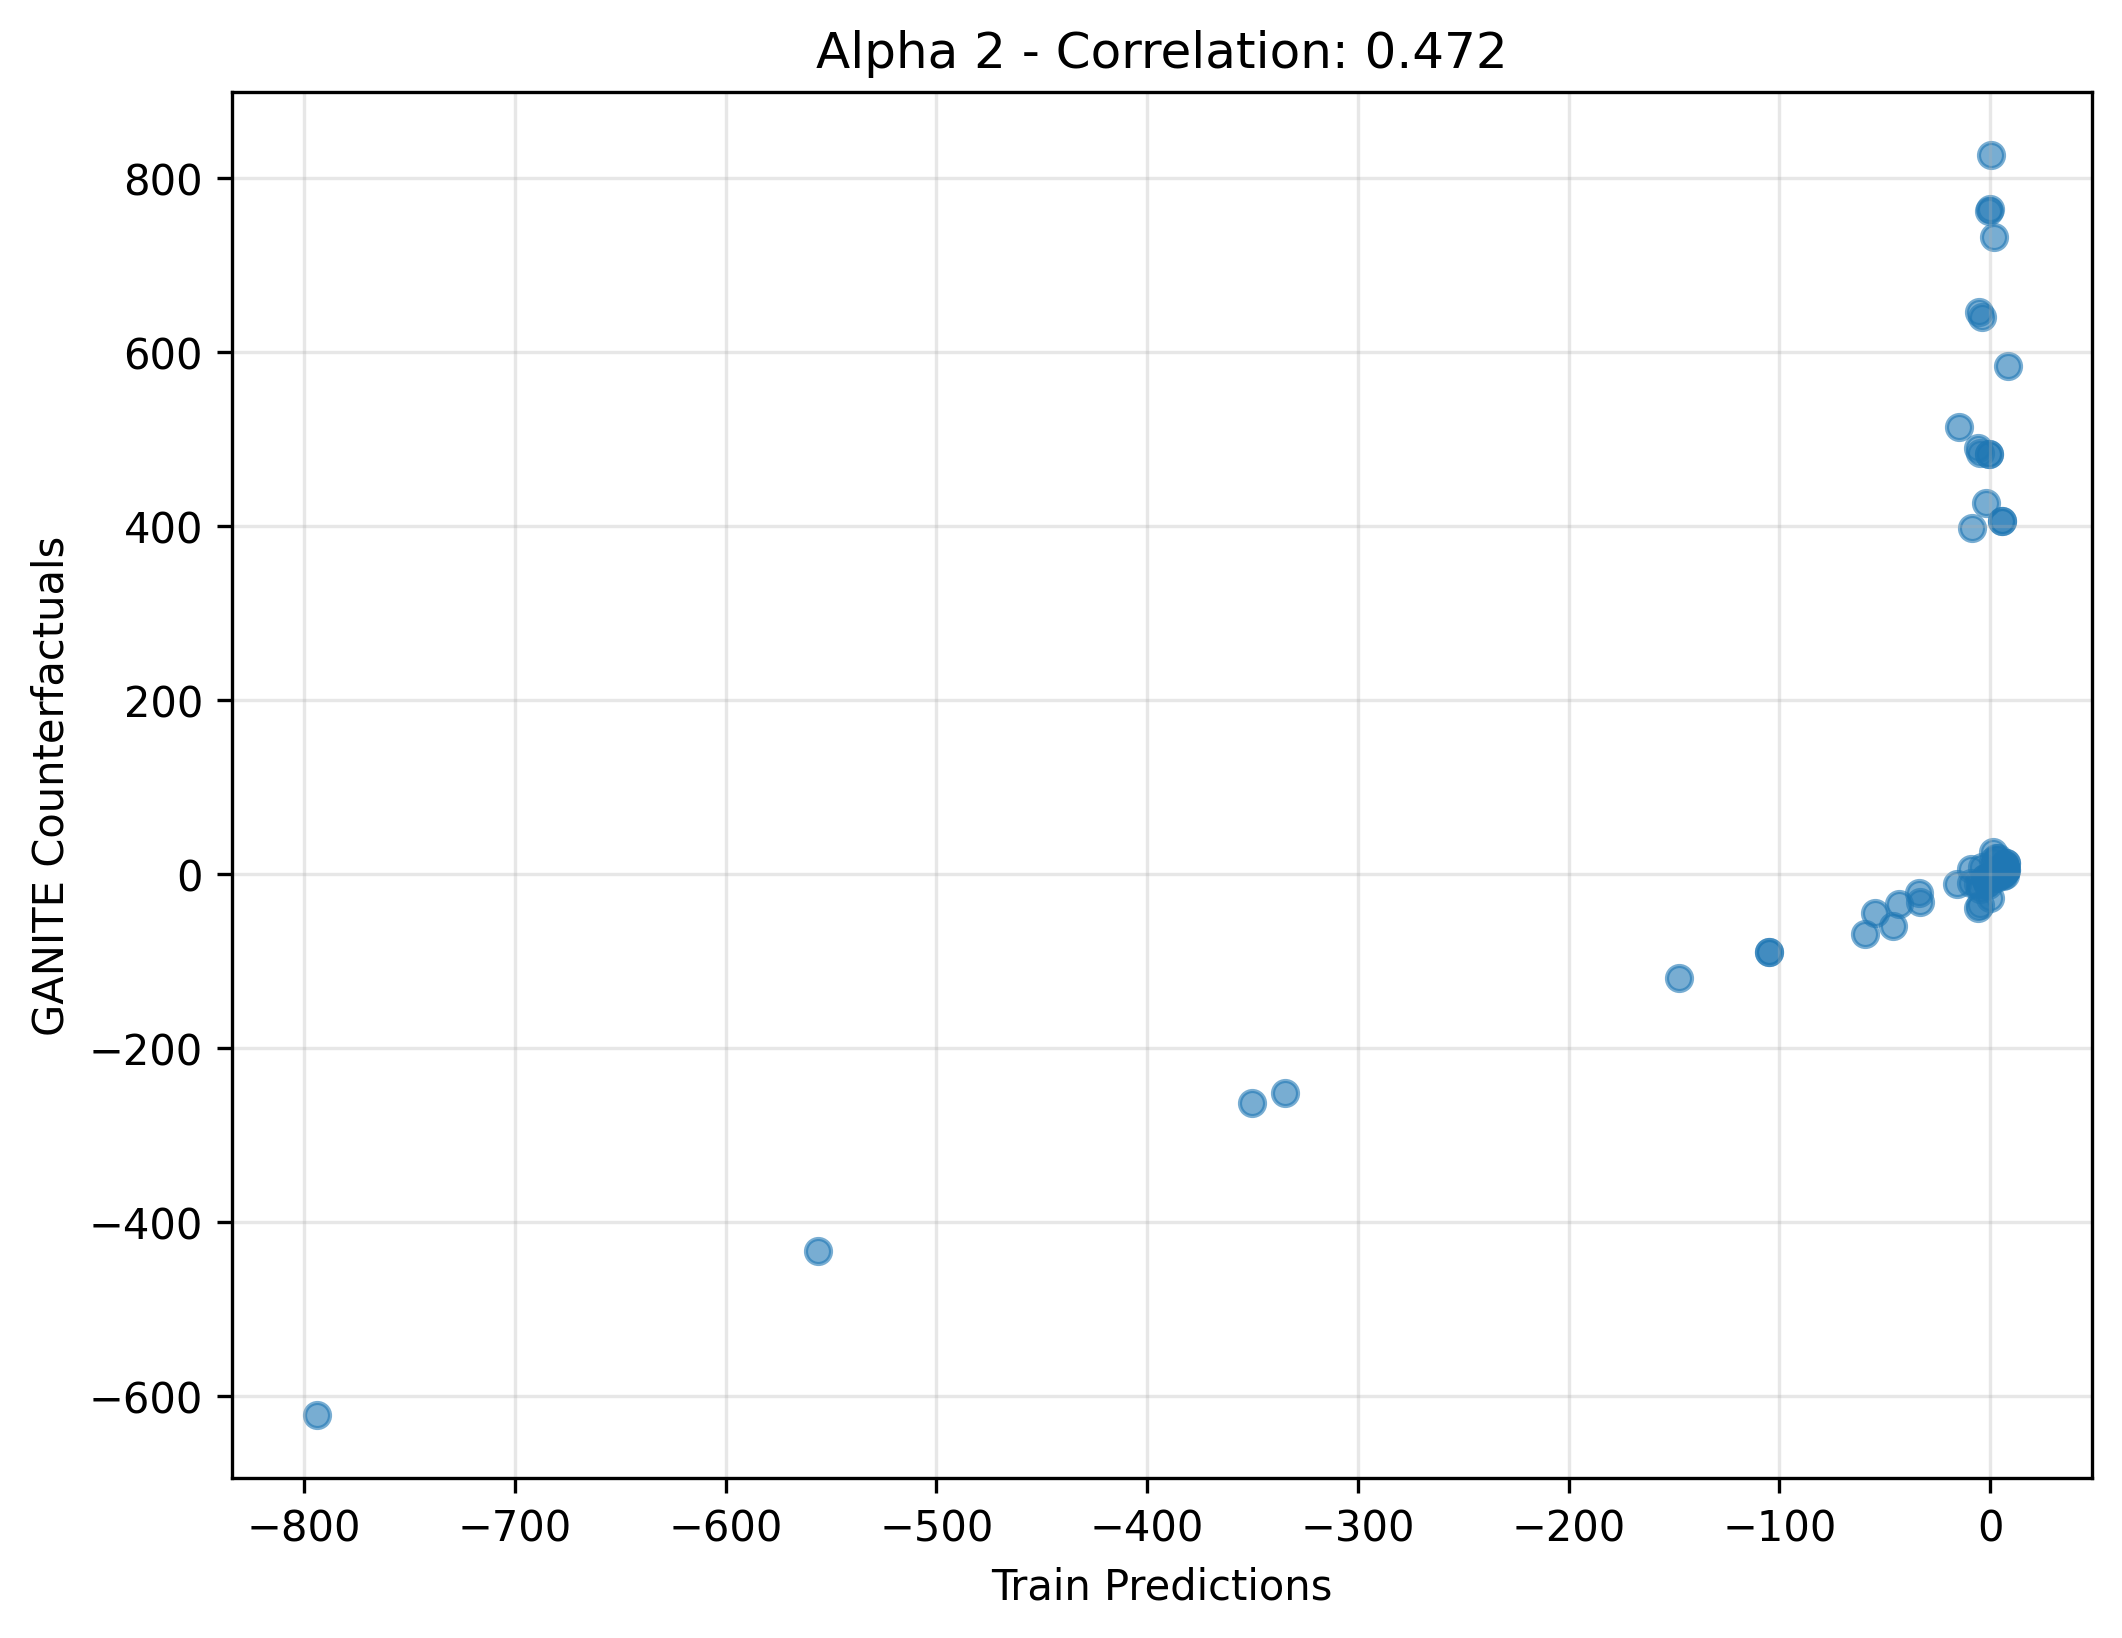 Alpha 2 - Correlation: 0.472
800
600
400
200
0
−200
−400
−600
GANITE Counterfactuals
−800 −700 −600 −500 −400 −300 −200 −100 0
Train Predictions